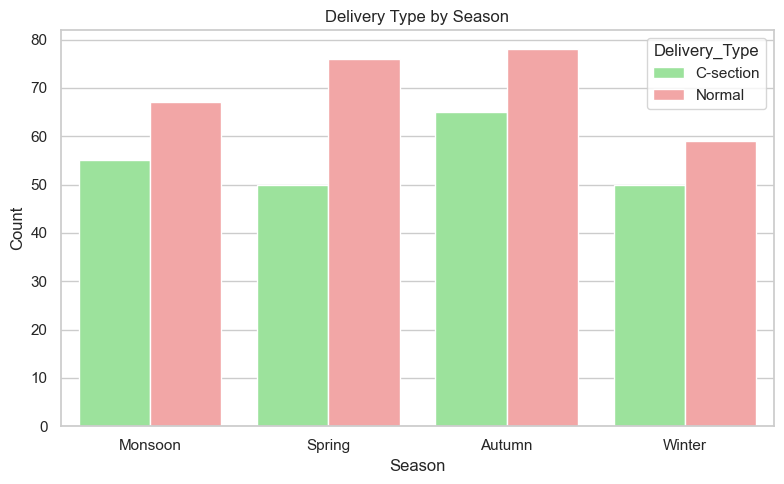 Delivery Type by Season
Delivery_Type
C-section
Normal
80
70
60
50
40
30
20
10
0
Count
Monsoon Spring Autumn Winter
Season